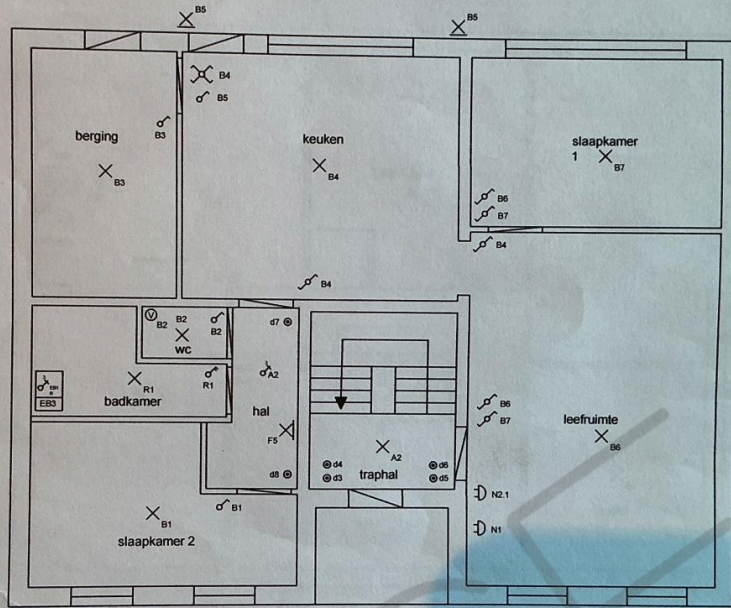 B5
B5
B4
B5
B3
berging
B3
keuken
B4
slaapkamer
1
B7
B6
B7
B4
B4
B2
B2
B2
wc
d7
R1
R1
badkamer
EB3
A2
hal
F5
d8
B1
B1
slaapkamer 2
A2
d4
d3
traphal
d6
d5
B6
B7
leefruimte
B6
N2.1
N1